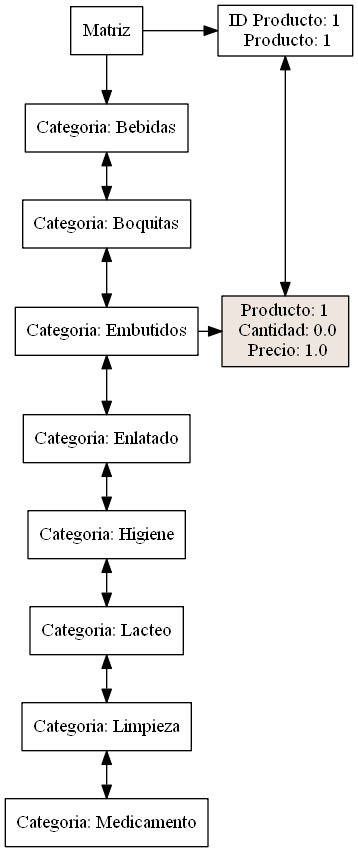 Matriz
ID Producto: 1
Producto: 1
Categoria: Bebidas
Categoria: Boquitas
Categoria: Embutidos
Producto: 1
Cantidad: 0.0
Precio: 1.0
Categoria: Enlatado
Categoria: Higiene
Categoria: Lacteo
Categoria: Limpieza
Categoria: Medicamento